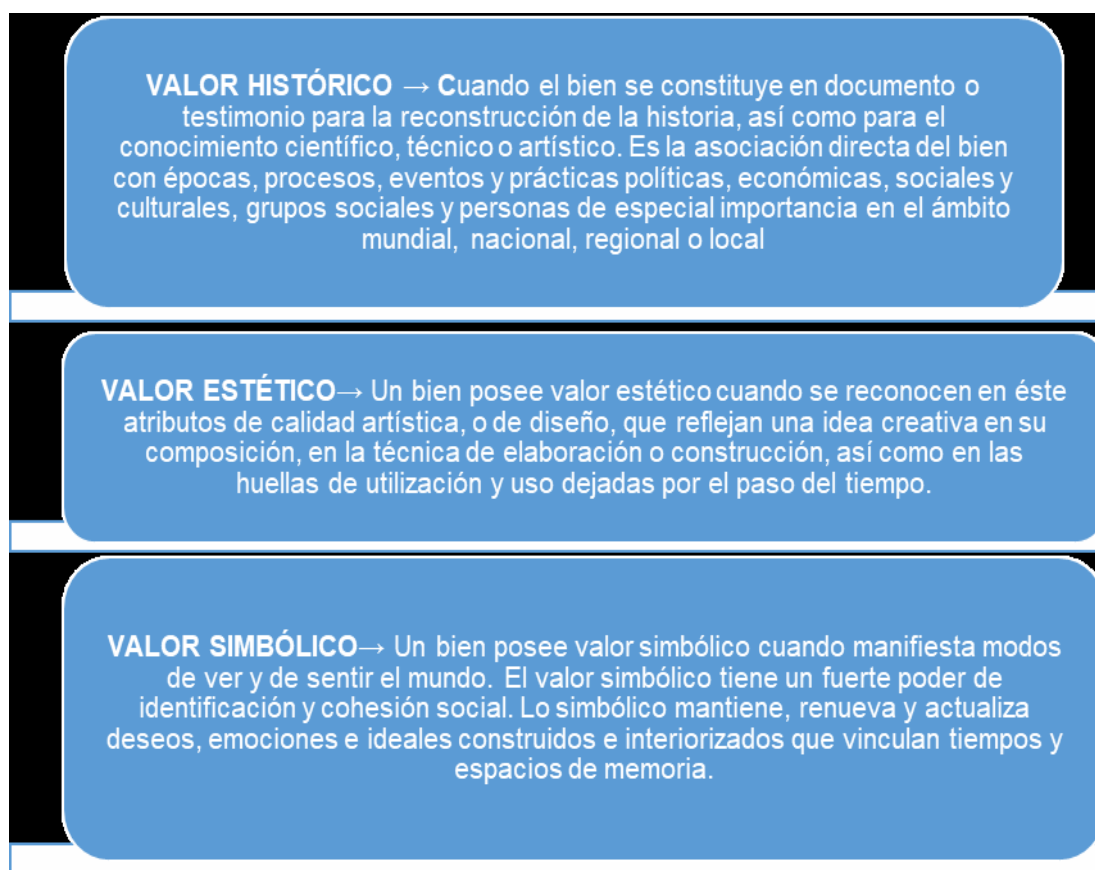 VALOR HISTÓRICO → Cuando el bien se constituye en documento o
testimonio para la reconstrucción de la historia, así como para el
conocimiento científico, técnico o artístico. Es la asociación directa del bien
con épocas, procesos, eventos y prácticas políticas, económicas, sociales y
culturales, grupos sociales y personas de especial importancia en el ámbito
mundial, nacional, regional o local
VALOR ESTÉTICO→ Un bien posee valor estético cuando se reconocen en éste
atributos de calidad artística, o de diseño, que reflejan una idea creativa en su
composición, en la técnica de elaboración o construcción, así como en las
huellas de utilización y uso dejadas por el paso del tiempo.
VALOR SIMBÓLICO→ Un bien posee valor simbólico cuando manifiesta modos
de ver y de sentir el mundo. El valor simbólico tiene un fuerte poder de
identificación y cohesión social. Lo simbólico mantiene, renueva y actualiza
deseos, emociones e ideales construidos e interiorizados que vinculan tiempos y
espacios de memoria.